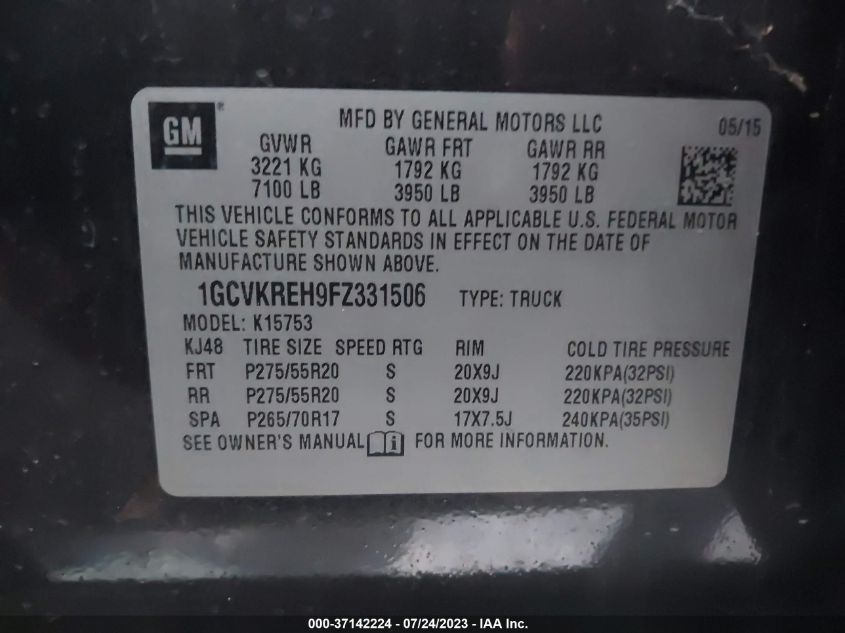 GM®
MFD BY GENERAL MOTORS LLC 05/15
GVWR GAWR FRT GAWR RR
3221 KG 1792 KG 1792 KG
7100 LB 3950 LB 3950 LB
THIS VEHICLE CONFORMS TO ALL APPLICABLE U.S. FEDERAL MOTOR
VEHICLE SAFETY STANDARDS IN EFFECT ON THE DATE OF
MANUFACTURE SHOWN ABOVE.
1GCVKREH9FZ331506 TYPE: TRUCK
MODEL: K15753
KJ48 TIRE SIZE SPEED RTG RIM COLD TIRE PRESSURE
FRT P275/55R20 S 20X9J 220KPA(32PSI)
RR P275/55R20 S 20X9J 220KPA(32PSI)
SPA P265/70R17 S 17X7.5J 240KPA(35PSI)
SEE OWNER'S MANUAL i FOR MORE INFORMATION.
000-37142224 - 07/24/2023 - IAA Inc.